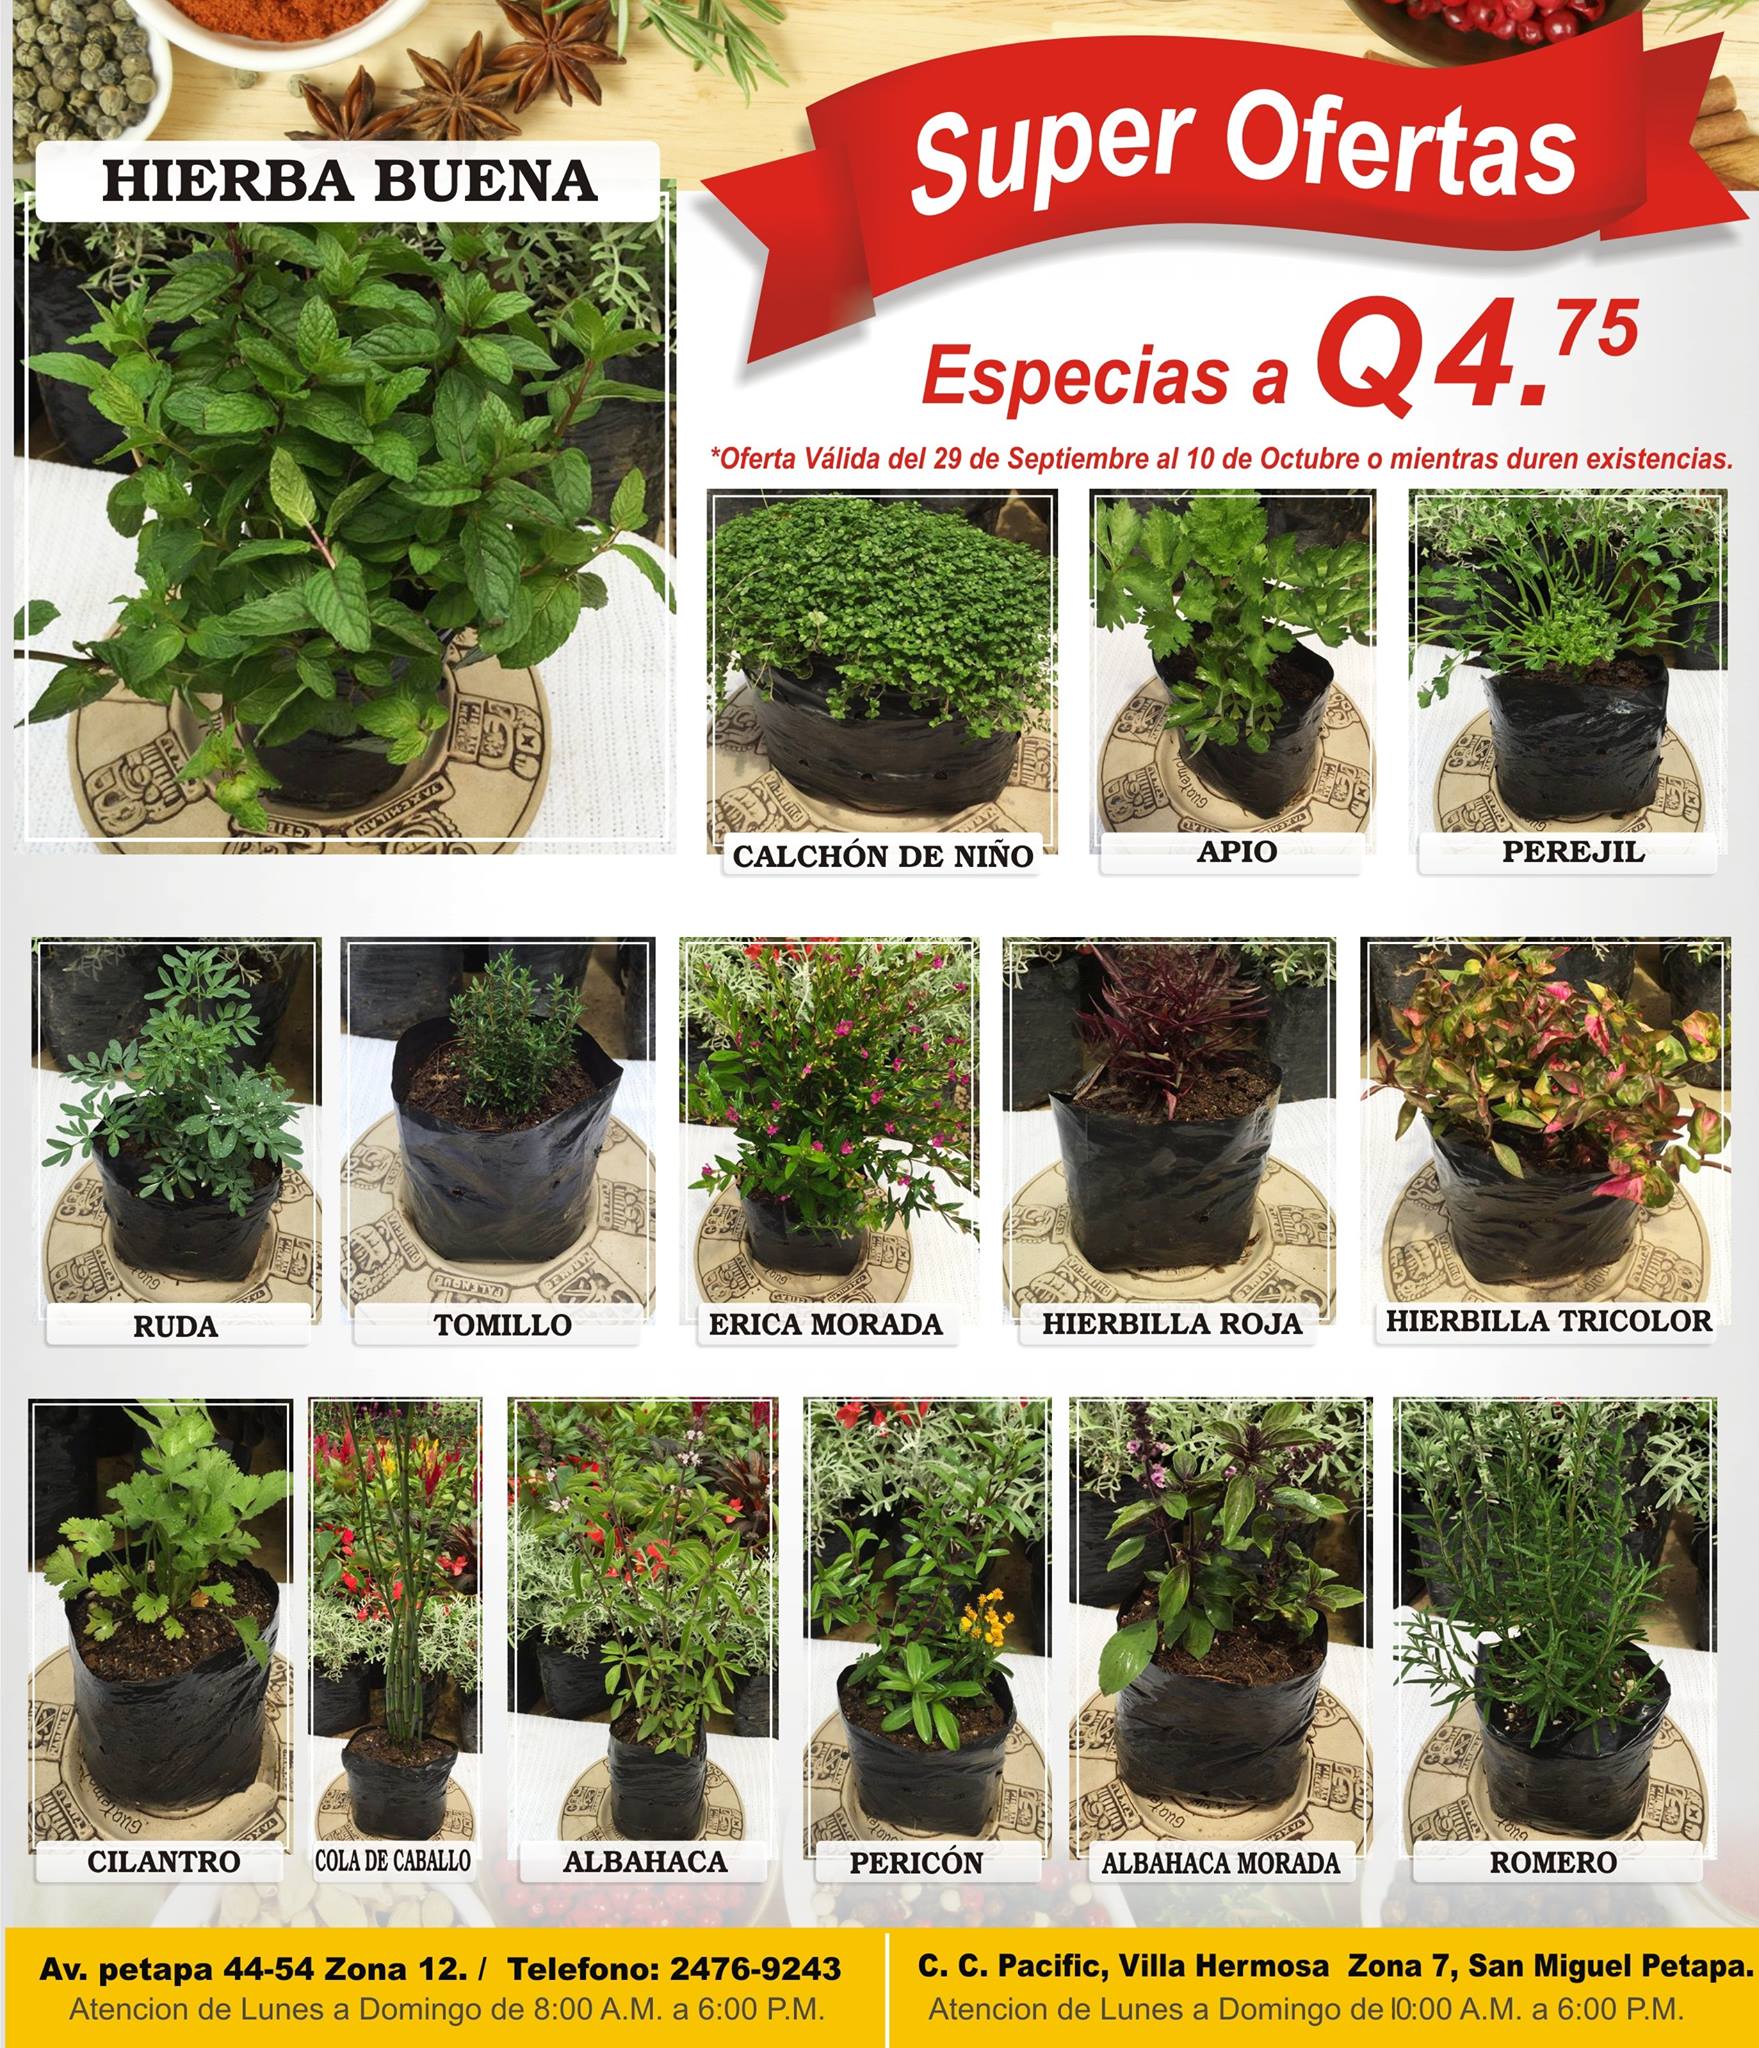 HIERBA BUENA
Super Ofertas
Especias a Q4.75
*Oferta Válida del 29 de Septiembre al 10 de Octubre o mientras duren existencias.
CALCHÓN DE NIÑO
APIO
PEREJIL
RUDA
TOMILLO
ERICA MORADA
HIERBILLA ROJA
HIERBILLA TRICOLOR
CILANTRO
COLA DE CABALLO
ALBAHACA
PERICÓN
ALBAHACA MORADA
ROMERO
Av. petapa 44-54 Zona 12. / Telefono: 2476-9243
Atencion de Lunes a Domingo de 8:00 A.M. a 6:00 P.M.
C. C. Pacific, Villa Hermosa Zona 7, San Miguel Petapa.
Atencion de Lunes a Domingo de l0:00 A.M. a 6:00 P.M.